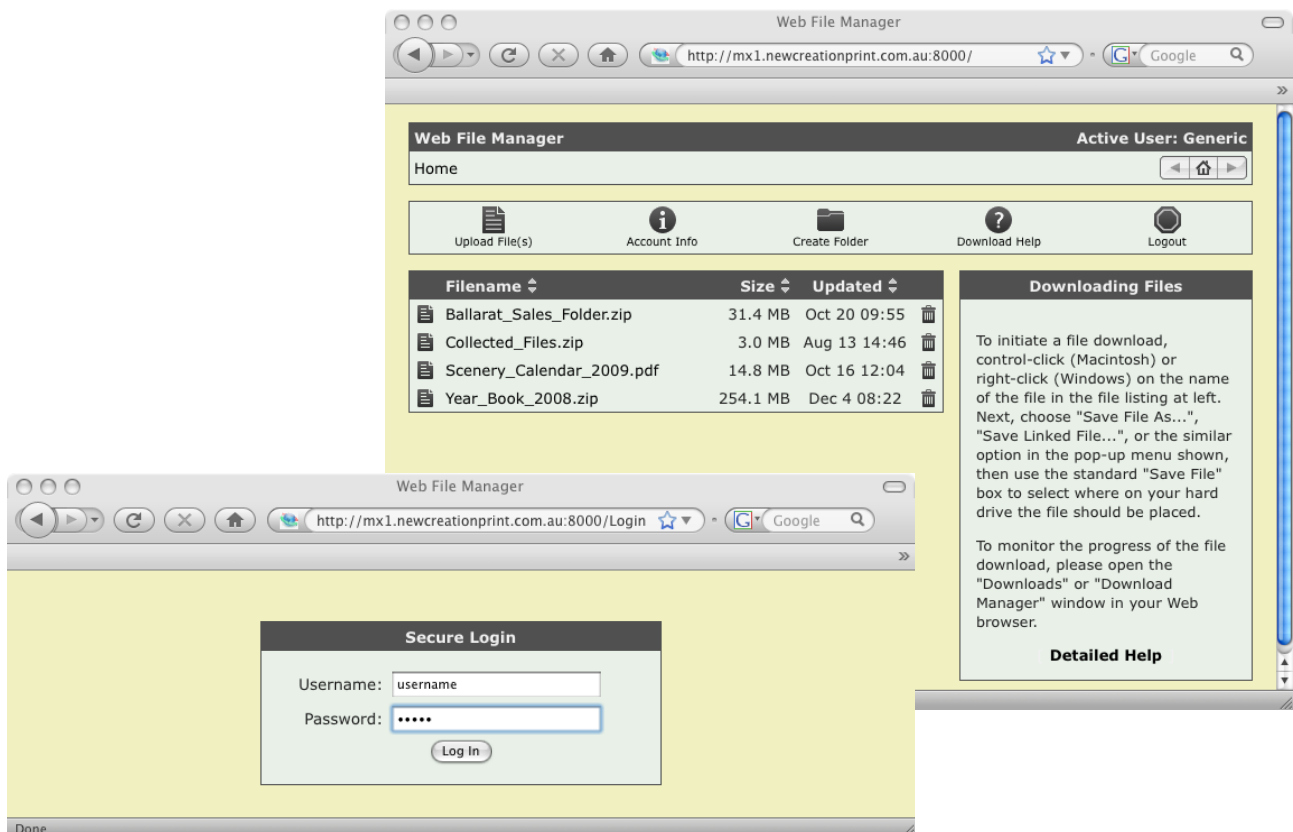 Web File Manager
http://mx1.newcreationprint.com.au:8000/
G Google
»
Web File Manager Active User: Generic
Home
Upload File(s) Account Info Create Folder Download Help Logout
Filename Size Updated
Ballarat_Sales_Folder.zip 31.4 MB Oct 20 09:55
Collected_Files.zip 3.0 MB Aug 13 14:46
Scenery_Calendar_2009.pdf 14.8 MB Oct 16 12:04
Year_Book_2008.zip 254.1 MB Dec 4 08:22
Downloading Files
To initiate a file download,
control-click (Macintosh) or
right-click (Windows) on the name
of the file in the file listing at left.
Next, choose "Save File As...",
"Save Linked File...", or the similar
option in the pop-up menu shown,
then use the standard "Save File"
box to select where on your hard
drive the file should be placed.
To monitor the progress of the file
download, please open the
"Downloads" or "Download
Manager" window in your Web
browser.
Detailed Help
Web File Manager
http://mx1.newcreationprint.com.au:8000/Login
G Google
»
Secure Login
Username: username
Password: •••••
Log In
Done